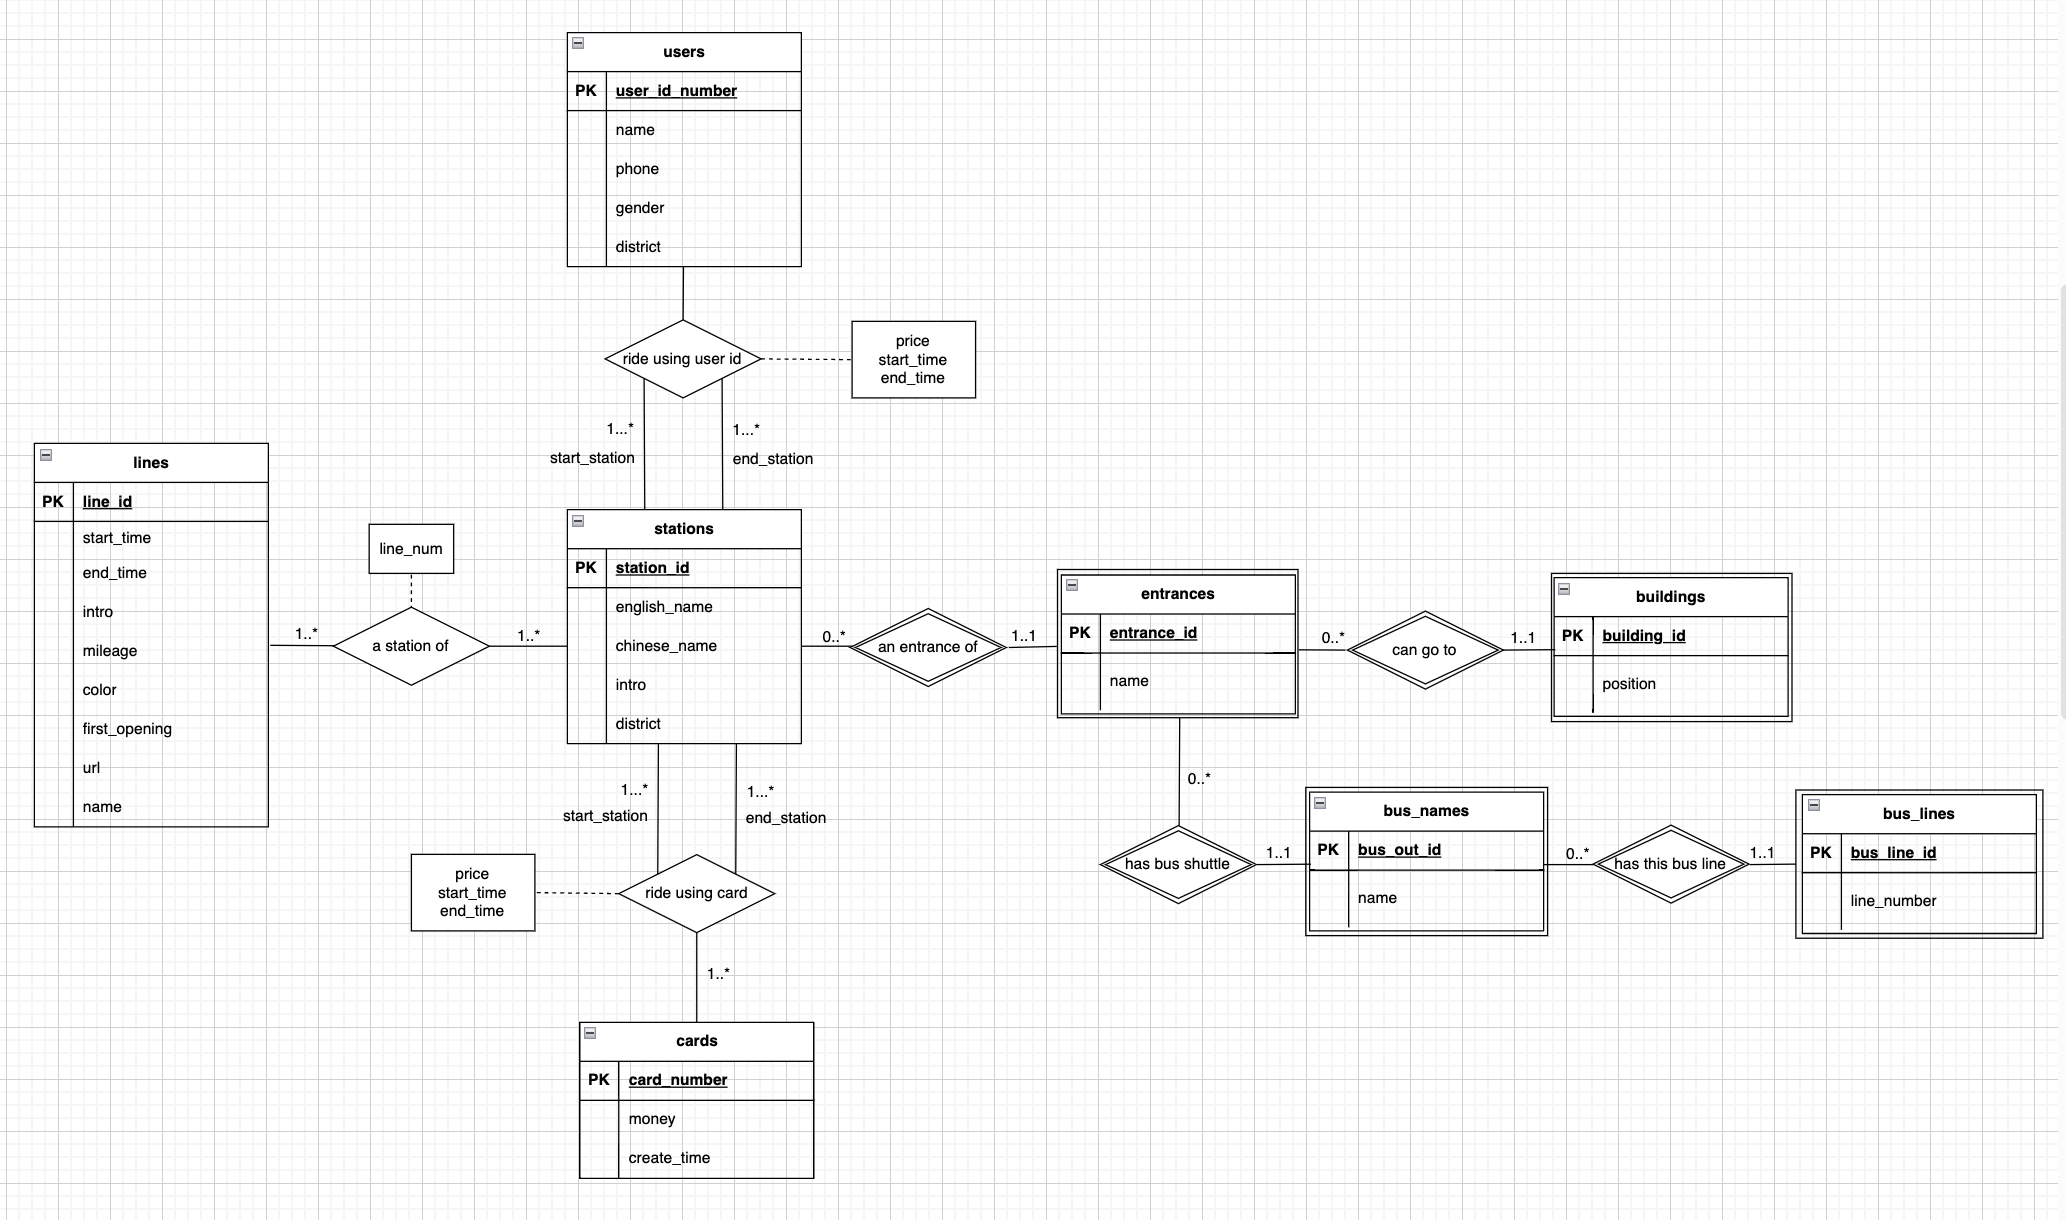 users
PK user_id_number
name
phone
gender
district
ride using user id
price
start_time
end_time
1...*
start_station
1...*
end_station
lines
PK line_id
start_time
end_time
intro
mileage
color
first_opening
url
name
line_num
1..*
a station of
1..*
stations
PK station_id
english_name
chinese_name
intro
district
0..*
an entrance of
1..1
entrances
PK entrance_id
name
0..*
can go to
1..1
buildings
PK building_id
position
0..*
has bus shuttle
1..1
bus_names
PK bus_out_id
name
0..*
has this bus line
1..1
bus_lines
PK bus_line_id
line_number
1...*
start_station
1...*
end_station
price
start_time
end_time
ride using card
1..*
cards
PK card_number
money
create_time